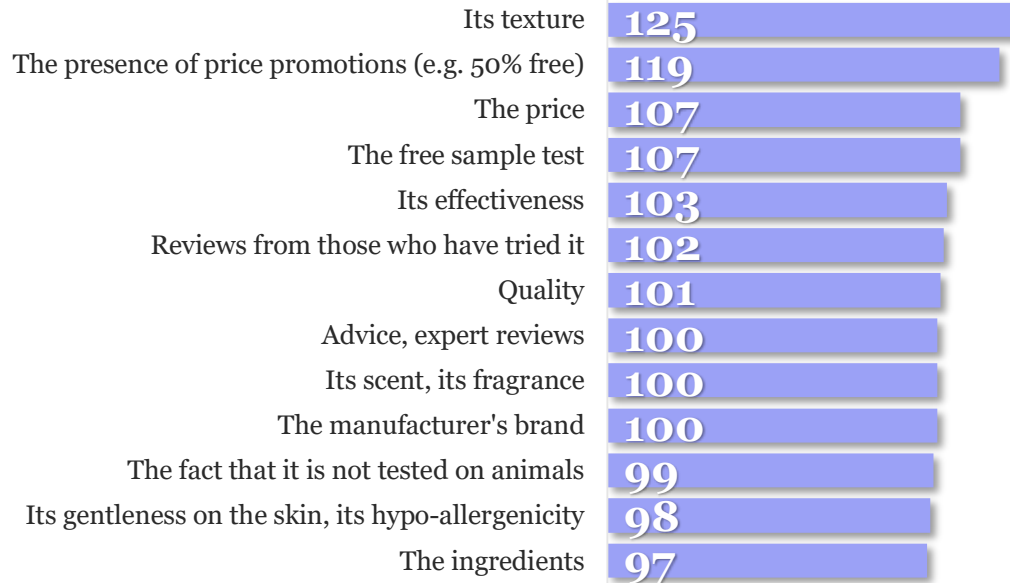 Its texture 125
The presence of price promotions (e.g. 50% free) 119
The price 107
The free sample test 107
Its effectiveness 103
Reviews from those who have tried it 102
Quality 101
Advice, expert reviews 100
Its scent, its fragrance 100
The manufacturer's brand 100
The fact that it is not tested on animals 99
Its gentleness on the skin, its hypo-allergenicity 98
The ingredients 97